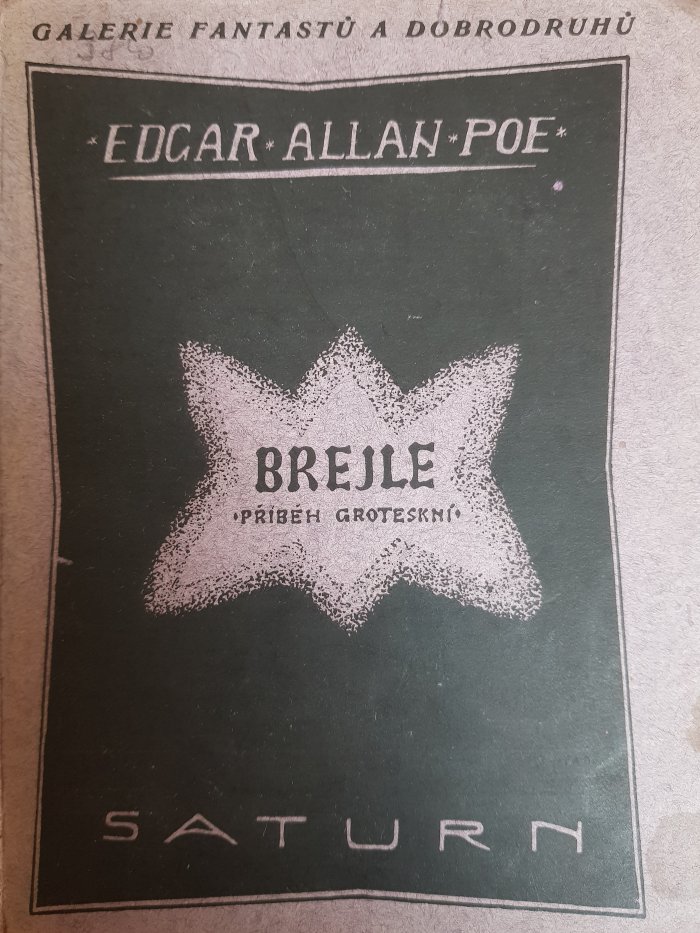 GALERIE FANTASTŮ A DOBRODRUHŮ
*EDGAR*ALLAN*POE*
BREJLE
•PŘÍBĚH GROTESKNÍ•
SATURN